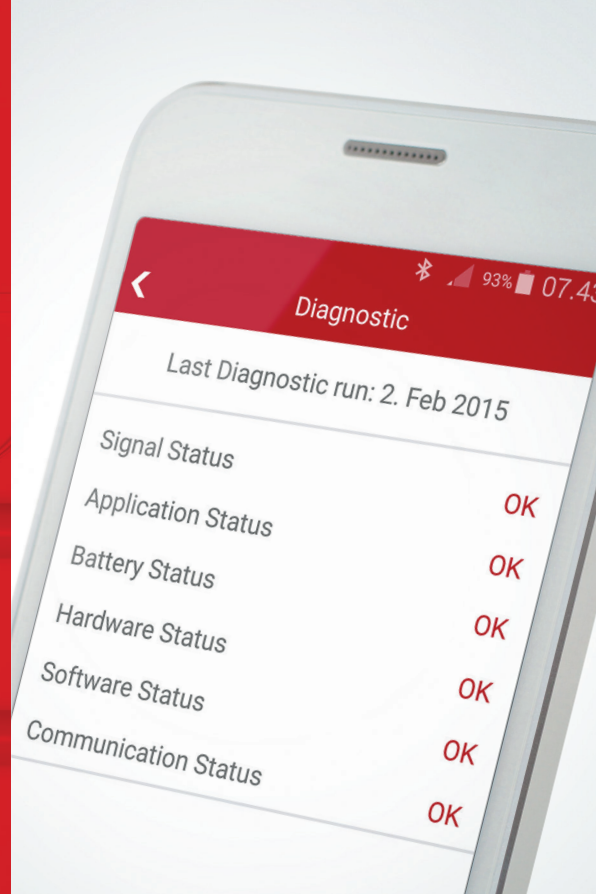 93% 07.43
Diagnostic
Last Diagnostic run: 2. Feb 2015
Signal Status OK
Application Status OK
Battery Status OK
Hardware Status OK
Software Status OK
Communication Status OK